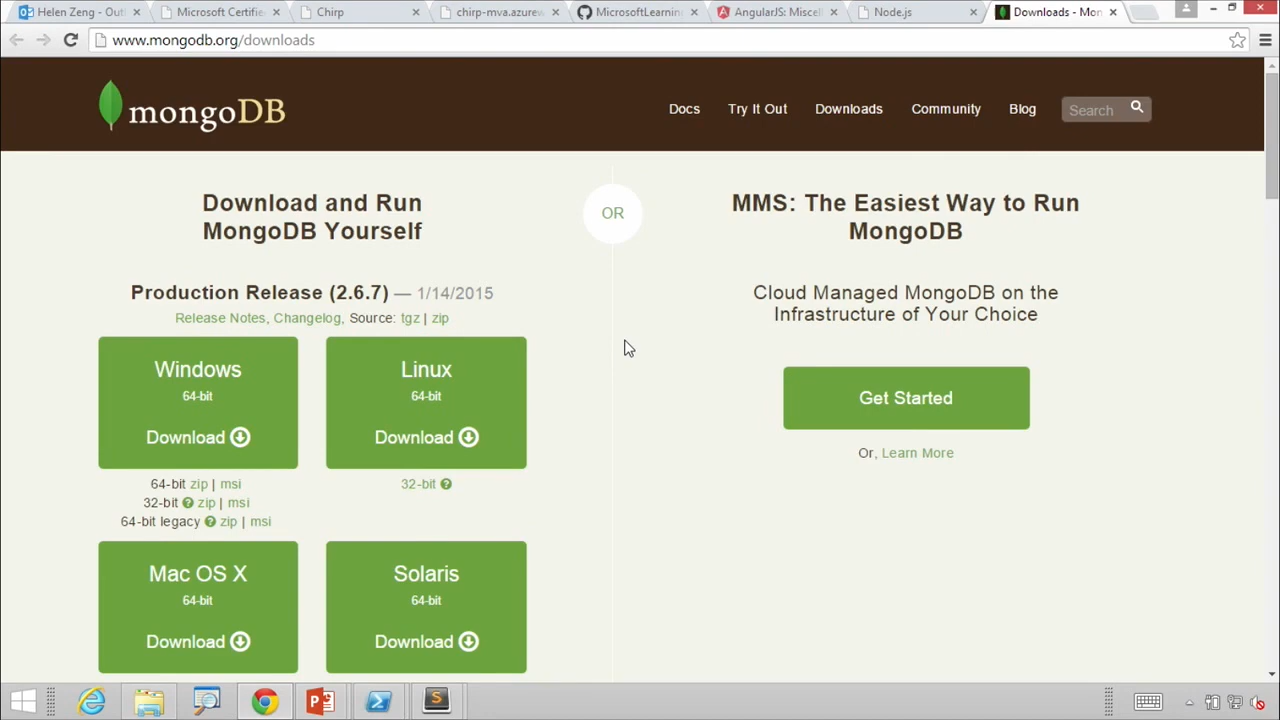 Helen Zeng - Outl
Microsoft Certifie
Chirp
chirp-mva.azurew
MicrosoftLearning
AngularJS: Miscell
Node.js
Downloads - Mon
www.mongodb.org/downloads
mongoDB
Docs
Try It Out
Downloads
Community
Blog
Search
Download and Run
MongoDB Yourself
OR
MMS: The Easiest Way to Run
MongoDB
Production Release (2.6.7) — 1/14/2015
Release Notes, Changelog, Source: tgz | zip
Cloud Managed MongoDB on the
Infrastructure of Your Choice
Windows
64-bit
Download
Linux
64-bit
Download
Get Started
Or, Learn More
64-bit zip | msi
32-bit ? zip | msi
64-bit legacy ? zip | msi
32-bit ?
Mac OS X
64-bit
Download
Solaris
64-bit
Download